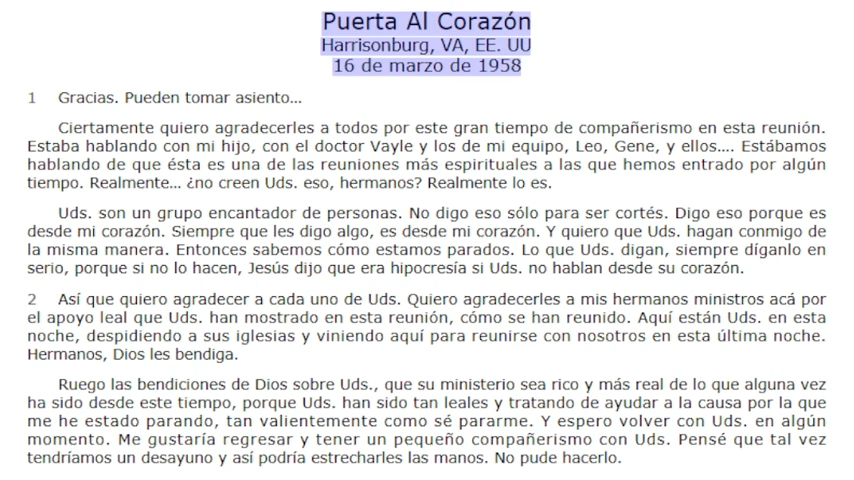 Puerta Al Corazón
Harrisonburg, VA, EE. UU
16 de marzo de 1958
1 Gracias. Pueden tomar asiento…
Ciertamente quiero agradecerles a todos por este gran tiempo de compañerismo en esta reunión.
Estaba hablando con mi hijo, con el doctor Vayle y los de mi equipo, Leo, Gene, y ellos…. Estábamos
hablando de que ésta es una de las reuniones más espirituales a las que hemos entrado por algún
tiempo. Realmente… ¿no creen Uds. eso, hermanos? Realmente lo es.
Uds. son un grupo encantador de personas. No digo eso sólo para ser cortés. Digo eso porque es
desde mi corazón. Siempre que les digo algo, es desde mi corazón. Y quiero que Uds. hagan conmigo de
la misma manera. Entonces sabemos cómo estamos parados. Lo que Uds. digan, siempre díganlo en
serio, porque si no lo hacen, Jesús dijo que era hipocresía si Uds. no hablan desde su corazón.
2 Así que quiero agradecer a cada uno de Uds. Quiero agradecerles a mis hermanos ministros acá por
el apoyo leal que Uds. han mostrado en esta reunión, cómo se han reunido. Aquí están Uds. en esta
noche, despidiendo a sus iglesias y viniendo aquí para reunirse con nosotros en esta última noche.
Hermanos, Dios les bendiga.
Ruego las bendiciones de Dios sobre Uds., que su ministerio sea rico y más real de lo que alguna vez
ha sido desde este tiempo, porque Uds. han sido tan leales y tratando de ayudar a la causa por la que
me he estado parando, tan valientemente como sé pararme. Y espero volver con Uds. en algún
momento. Me gustaría regresar y tener un pequeño compañerismo con Uds. Pensé que tal vez
tendríamos un desayuno y así podría estrecharles las manos. No pude hacerlo.